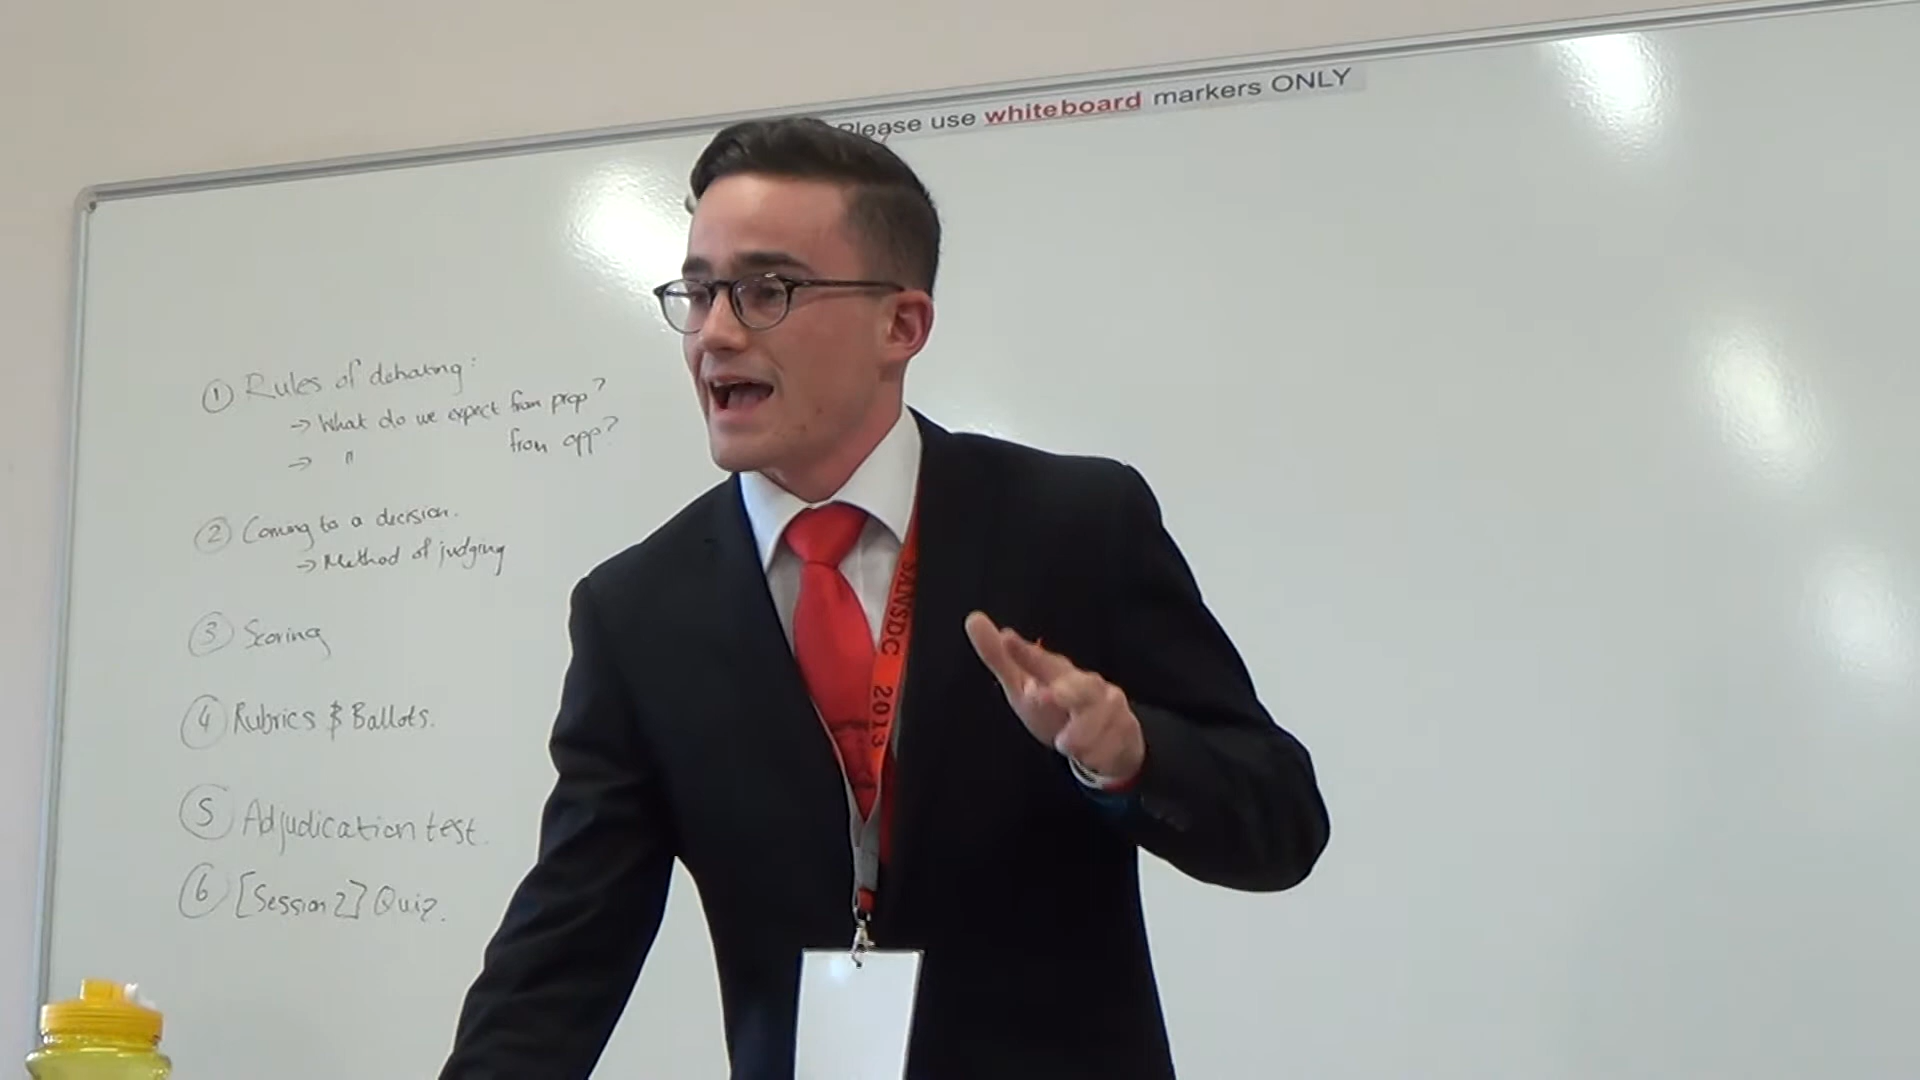 Please use whiteboard markers ONLY
① Rules of debating:
→ What do we expect from prop?
→ " from opp?
② Coming to a decision.
→ Method of judging
③ Scoring
④ Rubrics & Ballots.
⑤ Adjudication test.
⑥ [Session 2] Quiz.
SANSDC 2013